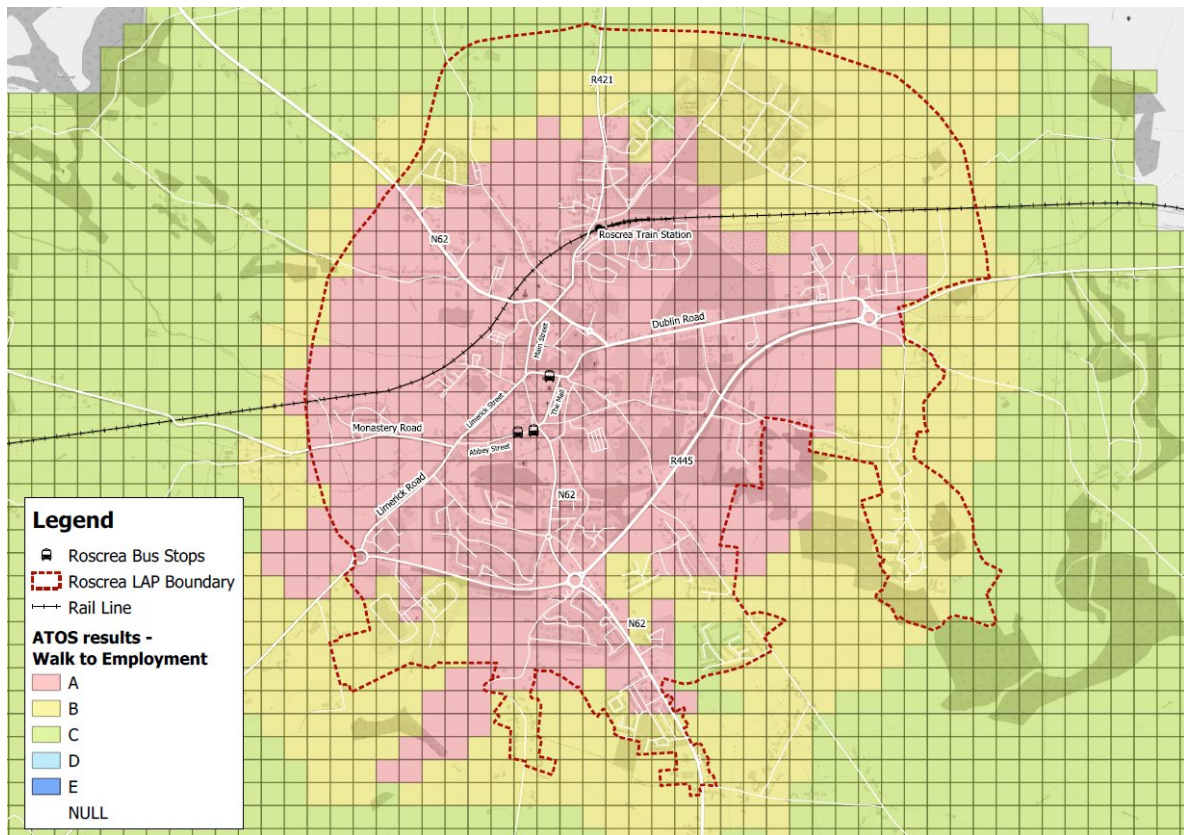 R421
N62
Roscrea Train Station
Dublin Road
Main Street
The Mall
Limerick Street
Monastery Road
Abbey Street
R445
N62
Limerick Road
N62
Legend
Roscrea Bus Stops
Roscrea LAP Boundary
Rail Line
ATOS results -
Walk to Employment
A
B
C
D
E
NULL